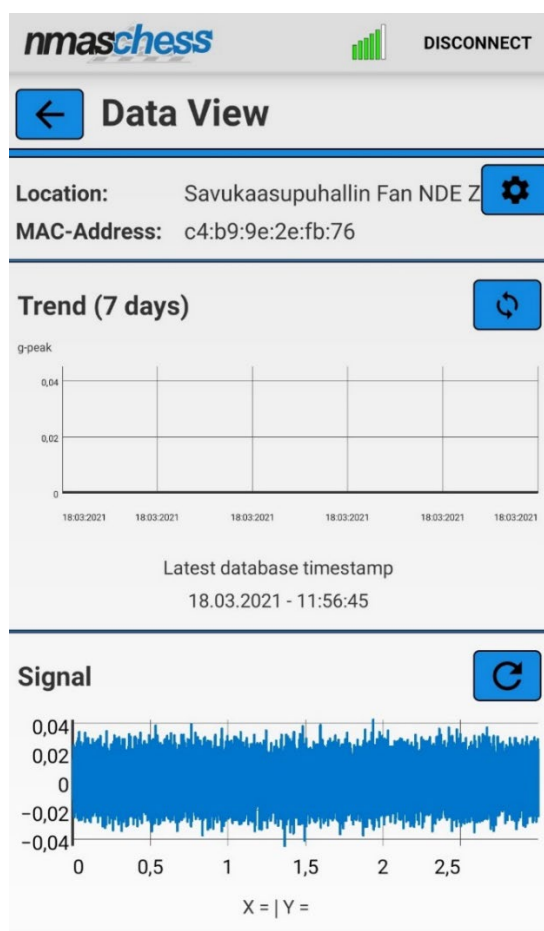 nmaschess DISCONNECT
Data View
Location: Savukaasupuhallin Fan NDE Z
MAC-Address: c4:b9:9e:2e:fb:76
Trend (7 days)
g-peak
0,04
0,02
0
18:03:2021 18:03:2021 18:03:2021 18:03:2021 18:03:2021 18:03:2021
Latest database timestamp
18.03.2021 - 11:56:45
Signal
0,04
0,02
0
−0,02
−0,04
0 0,5 1 1,5 2 2,5
X = | Y =